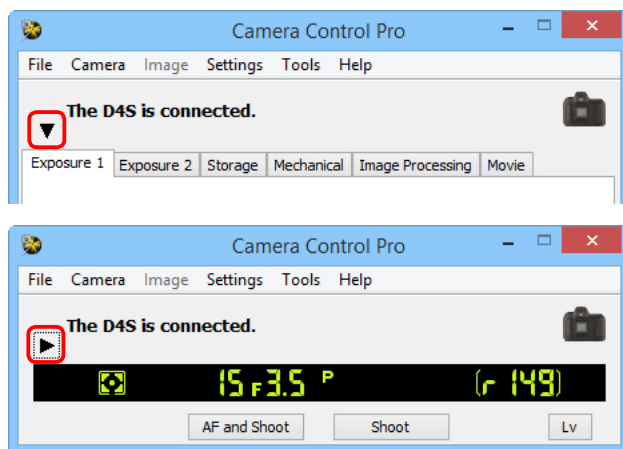 Camera Control Pro
File Camera Image Settings Tools Help
The D4S is connected.
Exposure 1 Exposure 2 Storage Mechanical Image Processing Movie
Camera Control Pro
File Camera Image Settings Tools Help
The D4S is connected.
15 F3.5 P (r 149)
AF and Shoot Shoot Lv